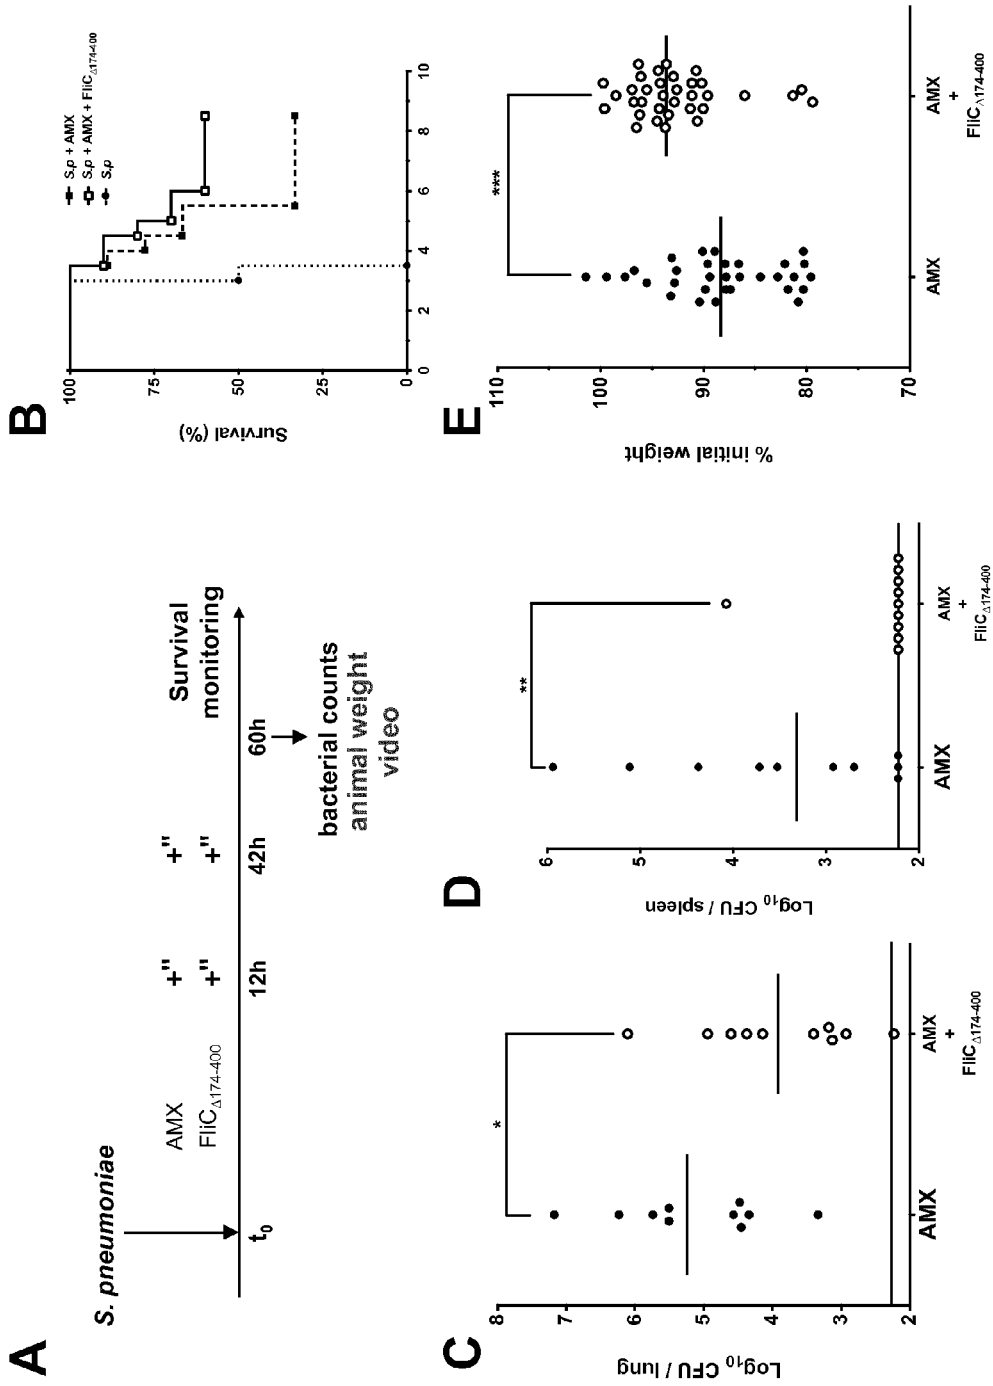 A
S. pneumoniae
AMX +" +"
FliCΔ174-400 +" +"
t0 12h 42h 60h
Survival
monitoring
bacterial counts
animal weight
video
B
Survival (%)
100
75
50
25
0
0 2 4 6 8 10
S.p + AMX
S.p + AMX + FliCΔ174-400
S.p
C
Log10 CFU / lung
8
7
6
5
4
3
2
*
AMX
AMX
+
FliCΔ174-400
D
Log10 CFU / spleen
6
5
4
3
2
**
AMX
AMX
+
FliCΔ174-400
E
% initial weight
110
100
90
80
70
***
AMX
AMX
+
FliCΔ174-400